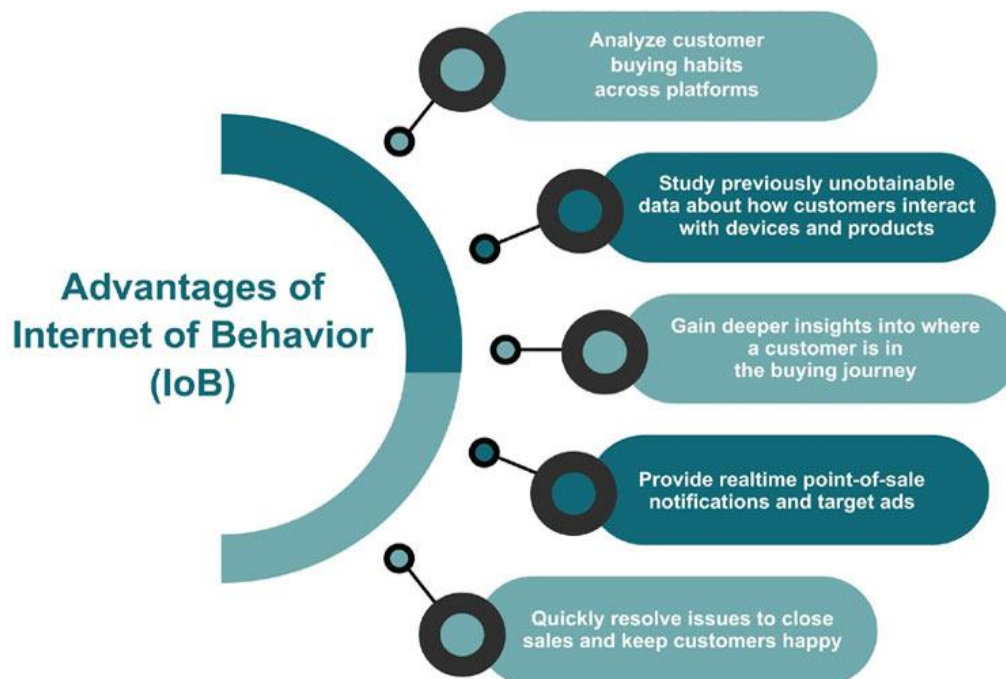 Advantages of
Internet of Behavior
(IoB)
Analyze customer
buying habits
across platforms
Study previously unobtainable
data about how customers interact
with devices and products
Gain deeper insights into where
a customer is in
the buying journey
Provide realtime point-of-sale
notifications and target ads
Quickly resolve issues to close
sales and keep customers happy